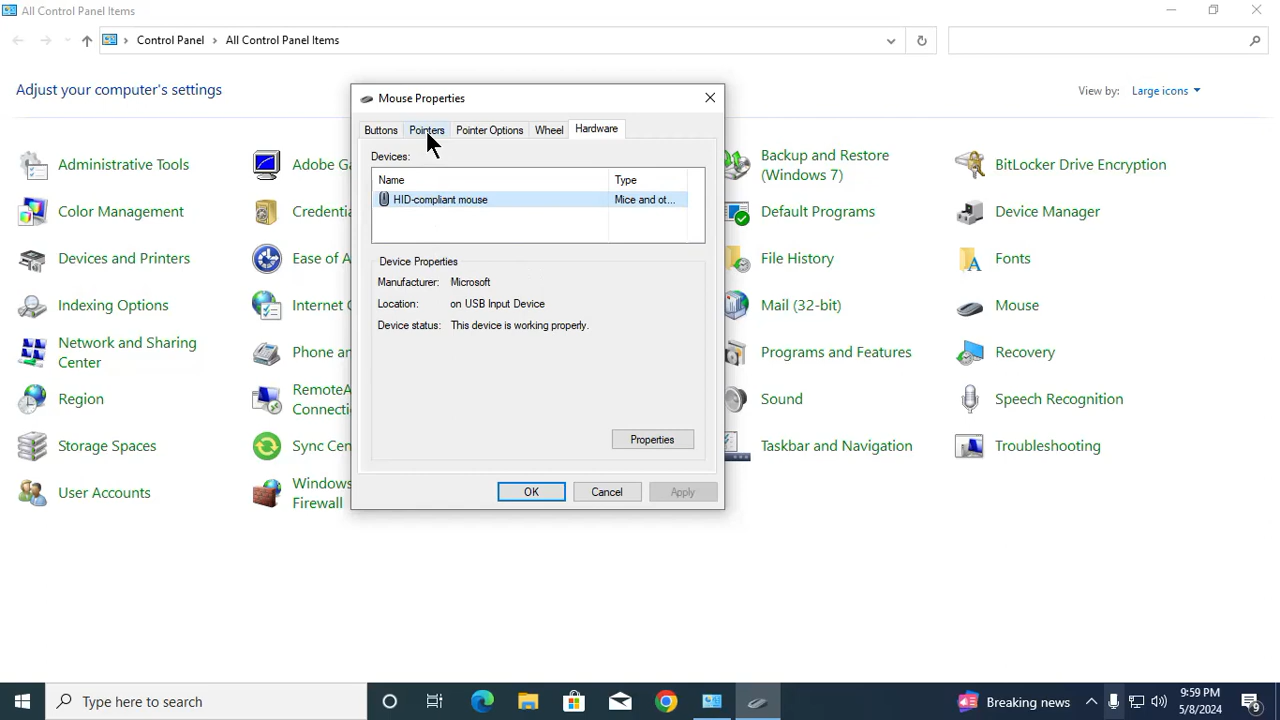 All Control Panel Items
Control Panel All Control Panel Items
Adjust your computer's settings
View by: Large icons
Mouse Properties
Buttons Pointers Pointer Options Wheel Hardware
Devices:
Name Type
HID-compliant mouse Mice and ot...
Device Properties
Manufacturer: Microsoft
Location: on USB Input Device
Device status: This device is working properly.
Properties
OK Cancel Apply
Administrative Tools
Adobe Ga
Backup and Restore
(Windows 7)
BitLocker Drive Encryption
Color Management
Credentia
Default Programs
Device Manager
Devices and Printers
Ease of A
File History
Fonts
Indexing Options
Internet
Mail (32-bit)
Mouse
Network and Sharing
Center
Phone an
Programs and Features
Recovery
Region
RemoteA
Connectio
Sound
Speech Recognition
Storage Spaces
Sync Cen
Taskbar and Navigation
Troubleshooting
User Accounts
Windows
Firewall
Type here to search
Breaking news
9:59 PM
5/8/2024
9